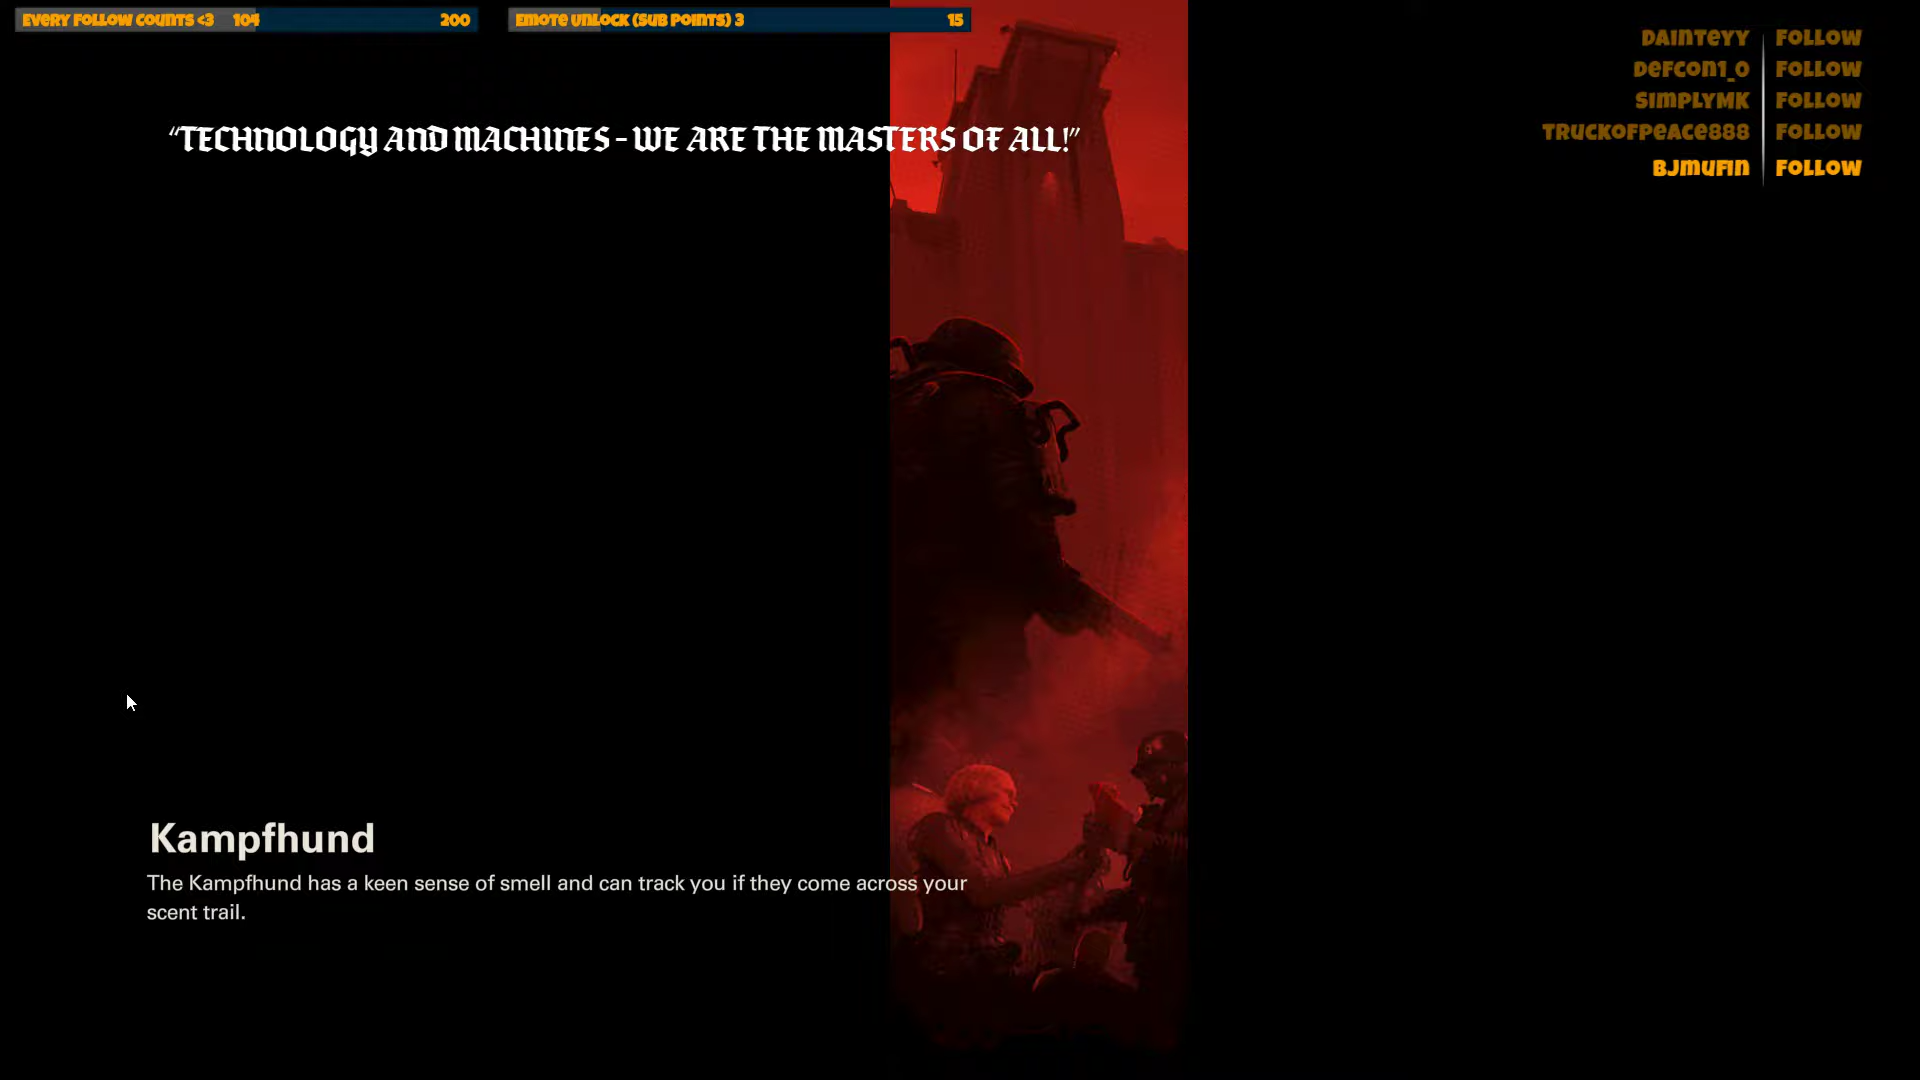 EVERY FOLLOW COUNTS <3 104 200
EMOTE UNLOCK (SUB POINTS) 3 15
DAINTEYY FOLLOW
DEFCON1_0 FOLLOW
SIMPLYMK FOLLOW
TRUCKOFPEACE888 FOLLOW
BJMUFIN FOLLOW
“TECHNOLOGY AND MACHINES – WE ARE THE MASTERS OF ALL!”
Kampfhund
The Kampfhund has a keen sense of smell and can track you if they come across your
scent trail.